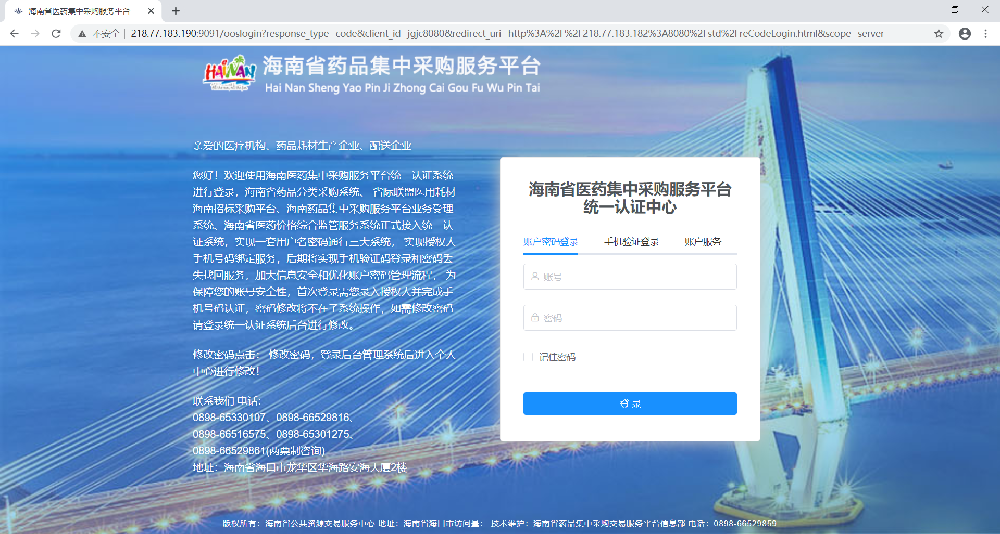 海南省医药集中采购服务平台
不安全 | 218.77.183.190:9091/ooslogin?response_type=code&client_id=jgjc8080&redirect_uri=http%3A%2F%2F218.77.183.182%3A8080%2Fstd%2FreCodeLogin.html&scope=server
HAiNAN
海南省药品集中采购服务平台
Hai Nan Sheng Yao Pin Ji Zhong Cai Gou Fu Wu Pin Tai
亲爱的医疗机构、药品耗材生产企业、配送企业
您好！欢迎使用海南医药集中采购服务平台统一认证系统
进行登录，海南省药品分类采购系统、 省际联盟医用耗材
海南招标采购平台、海南药品集中采购服务平台业务受理
系统、海南省医药价格综合监管服务系统正式接入统一认
证系统，实现一套用户名密码通行三大系统， 实现授权人
手机号码绑定服务，后期将实现手机验证码登录和密码丢
失找回服务，加大信息安全和优化账户密码管理流程， 为
保障您的账号安全性，首次登录需您录入授权人并完成手
机号码认证，密码修改将不在子系统操作，如需修改密码
请登录统一认证系统后台进行修改。
修改密码点击： 修改密码，登录后台管理系统后进入个人
中心进行修改！
联系我们 电话:
0898-65330107、0898-66529816、
0898-66516575、0898-65301275、
0898-66529861(两票制咨询)
地址：海南省海口市龙华区华海路安海大厦2楼
海南省医药集中采购服务平台
统一认证中心
账户密码登录 手机验证登录 账户服务
账号
密码
记住密码
登 录
版权所有：海南省公共资源交易服务中心 地址：海南省海口市访问量： 技术维护：海南省药品集中采购交易服务平台信息部 电话：0898-66529859